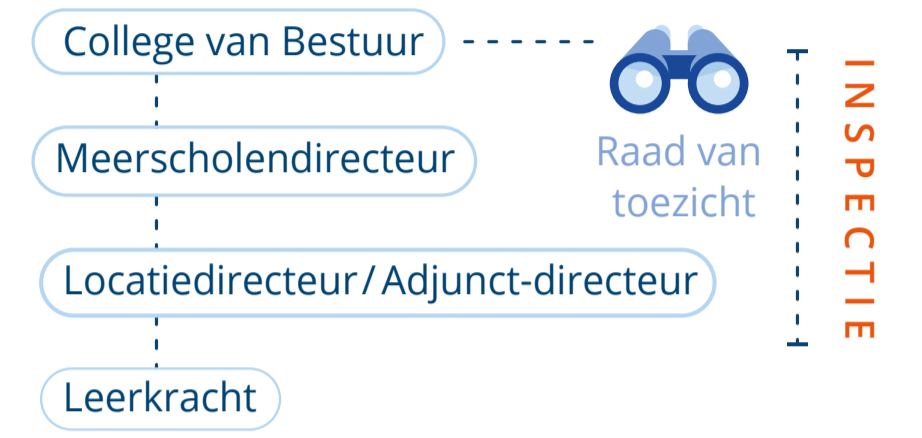 College van Bestuur
Raad van
toezicht
Meerscholendirecteur
Locatiedirecteur/Adjunct-directeur
Leerkracht
INSPECTIE